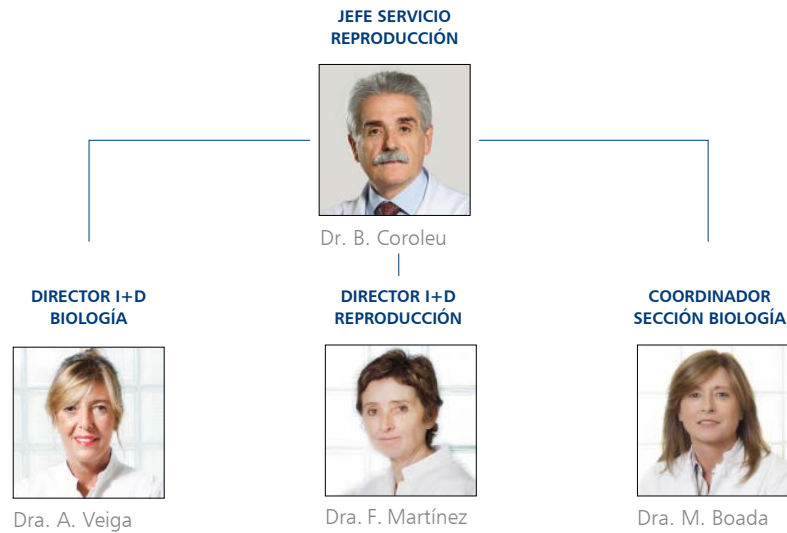 JEFE SERVICIO
REPRODUCCIÓN
Dr. B. Coroleu
DIRECTOR I+D
BIOLOGÍA
DIRECTOR I+D
REPRODUCCIÓN
COORDINADOR
SECCIÓN BIOLOGÍA
Dra. A. Veiga
Dra. F. Martínez
Dra. M. Boada